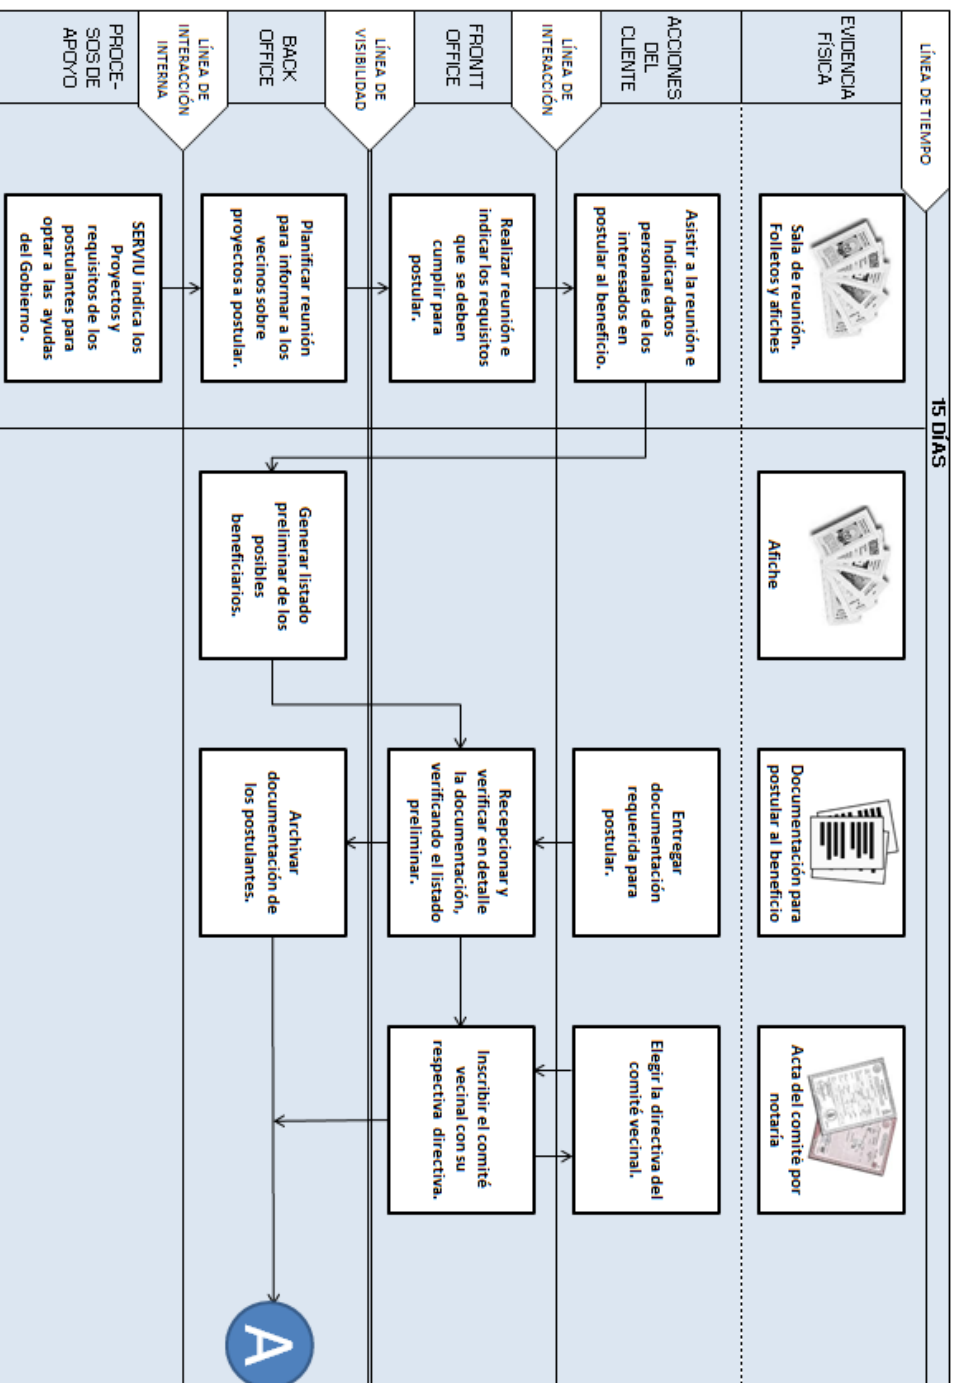 LÍNEA DE TIEMPO
15 DÍAS
EVIDENCIA
FÍSICA
Sala de reunión.
Folletos y afiches
Afiche
Documentación para
postular al beneficio
Acta del comité por
notaría
ACCIONES
DEL
CLIENTE
Asistir a la reunión e
Indicar datos
personales de los
interesados en
postular al beneficio.
Entregar
documentación
requerida para
postular.
Elegir la directiva del
comité vecinal.
LÍNEA DE
INTERACCIÓN
FRONTT
OFFICE
Realizar reunión e
indicar los requisitos
que se deben
cumplir para
postular.
Recepcionar y
verificar en detalle
la documentación,
verificando el listado
preliminar.
Inscribir el comité
vecinal con su
respectiva directiva.
LÍNEA DE
VISIBILIDAD
BACK
OFFICE
Planificar reunión
para informar a los
vecinos sobre
proyectos a postular.
Generar listado
preliminar de los
posibles
beneficiarios.
Archivar
documentación de
los postulantes.
A
LÍNEA DE
INTERACCIÓN
INTERNA
PROCE-
SOS DE
APOYO
SERVIU indica los
Proyectos y
requisitos de los
postulantes para
optar a las ayudas
del Gobierno.